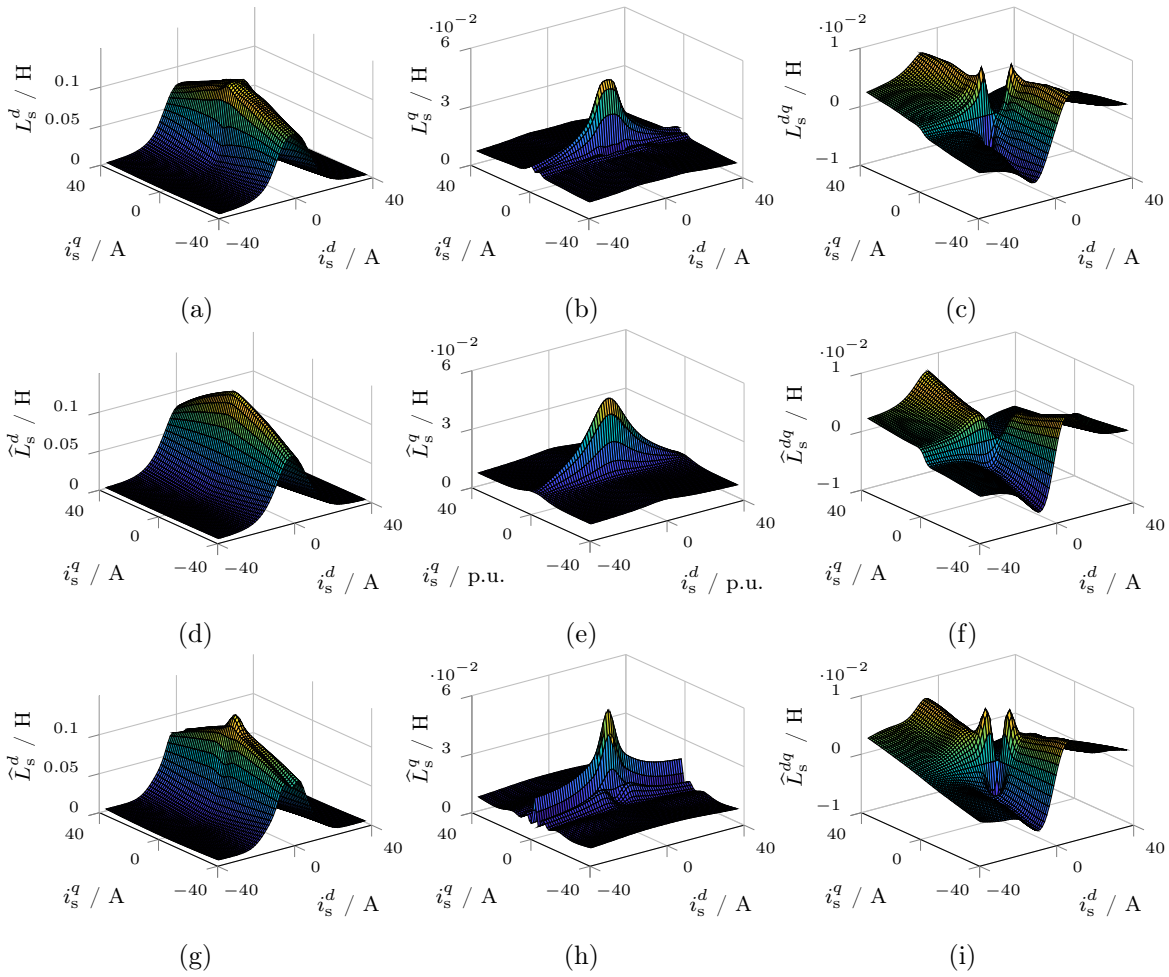 ·10⁻² ·10⁻²
0.1 0.05 0 L_s^d / H 40 0 −40 i_s^q / A −40 0 40 i_s^d / A
6 3 0 L_s^q / H 40 0 −40 i_s^q / A −40 0 40 i_s^d / A
1 0 −1 L_s^{dq} / H 40 0 −40 i_s^q / A −40 0 40 i_s^d / A
(a) (b) (c)
·10⁻² ·10⁻²
0.1 0.05 0 L̂_s^d / H 40 0 −40 i_s^q / A −40 0 40 i_s^d / A
6 3 0 L̂_s^q / H 40 0 −40 i_s^q / p.u. −40 0 40 i_s^d / p.u.
1 0 −1 L̂_s^{dq} / H 40 0 −40 i_s^q / A −40 0 40 i_s^d / A
(d) (e) (f)
·10⁻² ·10⁻²
0.1 0.05 0 L̂_s^d / H 40 0 −40 i_s^q / A −40 0 40 i_s^d / A
6 3 0 L̂_s^q / H 40 0 −40 i_s^q / A −40 0 40 i_s^d / A
1 0 −1 L̂_s^{dq} / H 40 0 −40 i_s^q / A −40 0 40 i_s^d / A
(g) (h) (i)